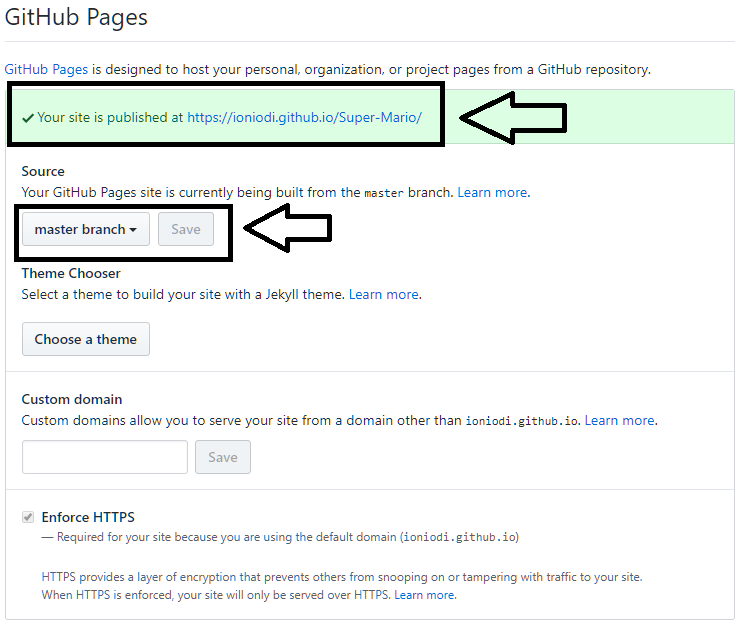 GitHub Pages
GitHub Pages is designed to host your personal, organization, or project pages from a GitHub repository.
Your site is published at https://ioniodi.github.io/Super-Mario/
Source
Your GitHub Pages site is currently being built from the master branch. Learn more.
master branch Save
Theme Chooser
Select a theme to build your site with a Jekyll theme. Learn more.
Choose a theme
Custom domain
Custom domains allow you to serve your site from a domain other than ioniodi.github.io. Learn more.
Save
Enforce HTTPS
— Required for your site because you are using the default domain (ioniodi.github.io)
HTTPS provides a layer of encryption that prevents others from snooping on or tampering with traffic to your site.
When HTTPS is enforced, your site will only be served over HTTPS. Learn more.